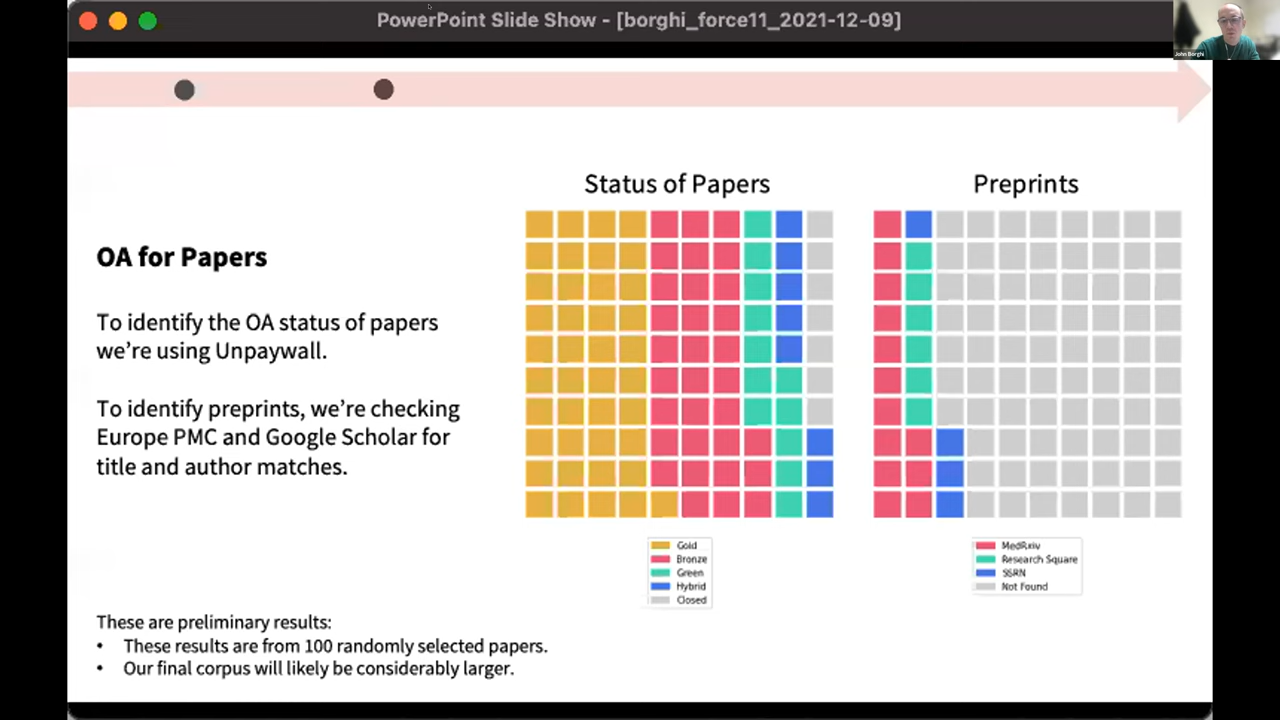 PowerPoint Slide Show - [borghi_force11_2021-12-09]
John Borghi
Status of Papers
Preprints
OA for Papers
To identify the OA status of papers
we're using Unpaywall.
To identify preprints, we're checking
Europe PMC and Google Scholar for
title and author matches.
Gold
Bronze
Green
Hybrid
Closed
MedRxiv
Research Square
SSRN
Not Found
These are preliminary results:
• These results are from 100 randomly selected papers.
• Our final corpus will likely be considerably larger.